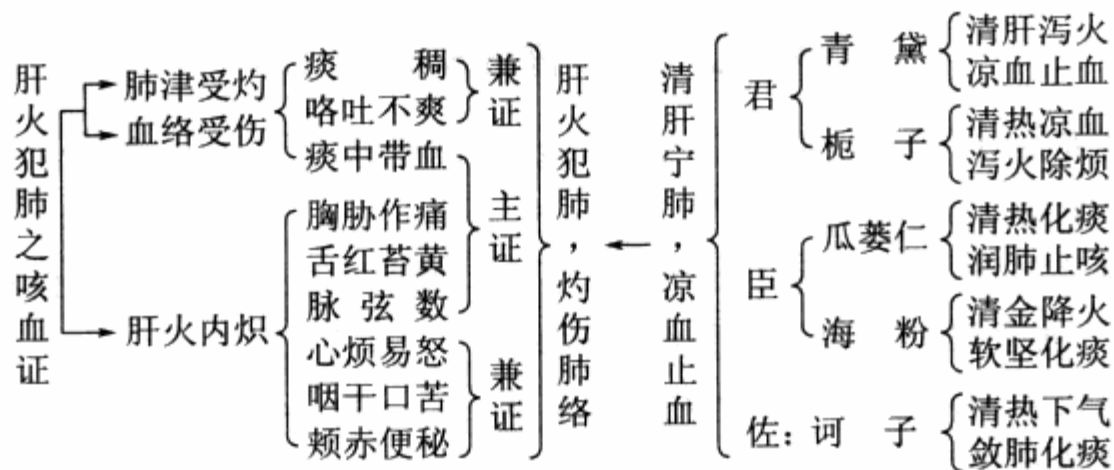 肝火犯肺之咳血证
肺津受灼
血络受伤
肝火内炽
痰 稠
咯吐不爽
痰中带血
胸胁作痛
舌红苔黄
脉弦数
心烦易怒
咽干口苦
颊赤便秘
兼证
主证
兼证
肝火犯肺，灼伤肺络
清肝宁肺，凉血止血
君
青黛
清肝泻火
凉血止血
栀子
清热凉血
泻火除烦
臣
瓜蒌仁
清热化痰
润肺止咳
海粉
清金降火
软坚化痰
佐：诃子
清热下气
敛肺化痰